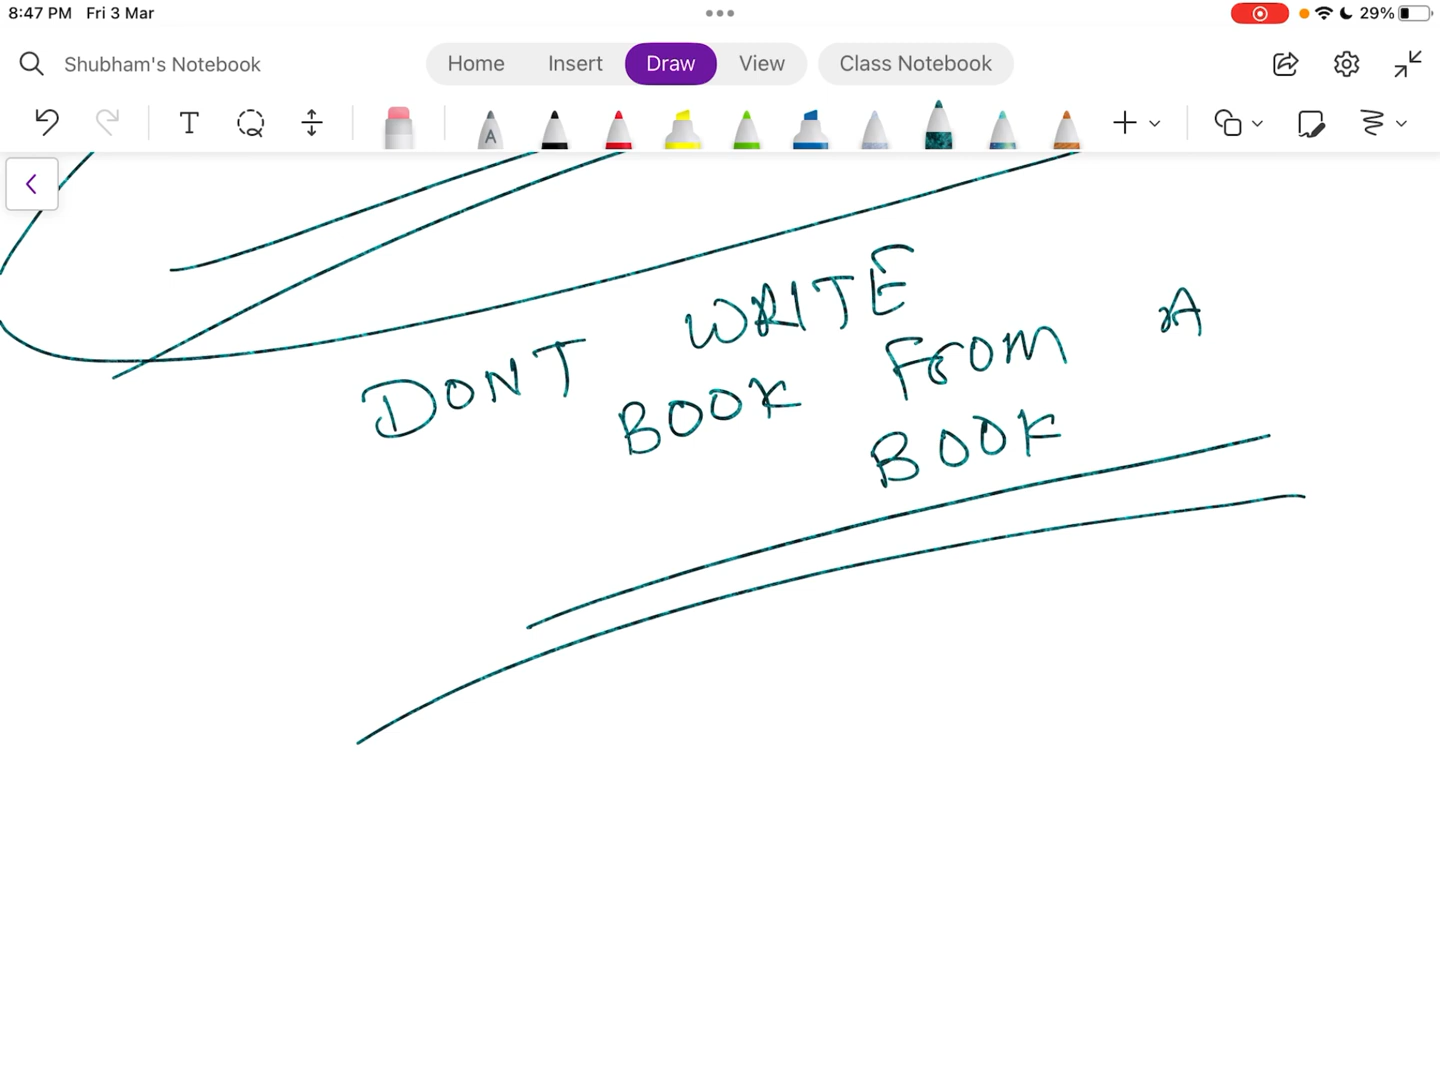 8:47 PM Fri 3 Mar 29%
Shubham's Notebook Home Insert Draw View Class Notebook
T A
DONT WRITE A
BOOK FROM
BOOK